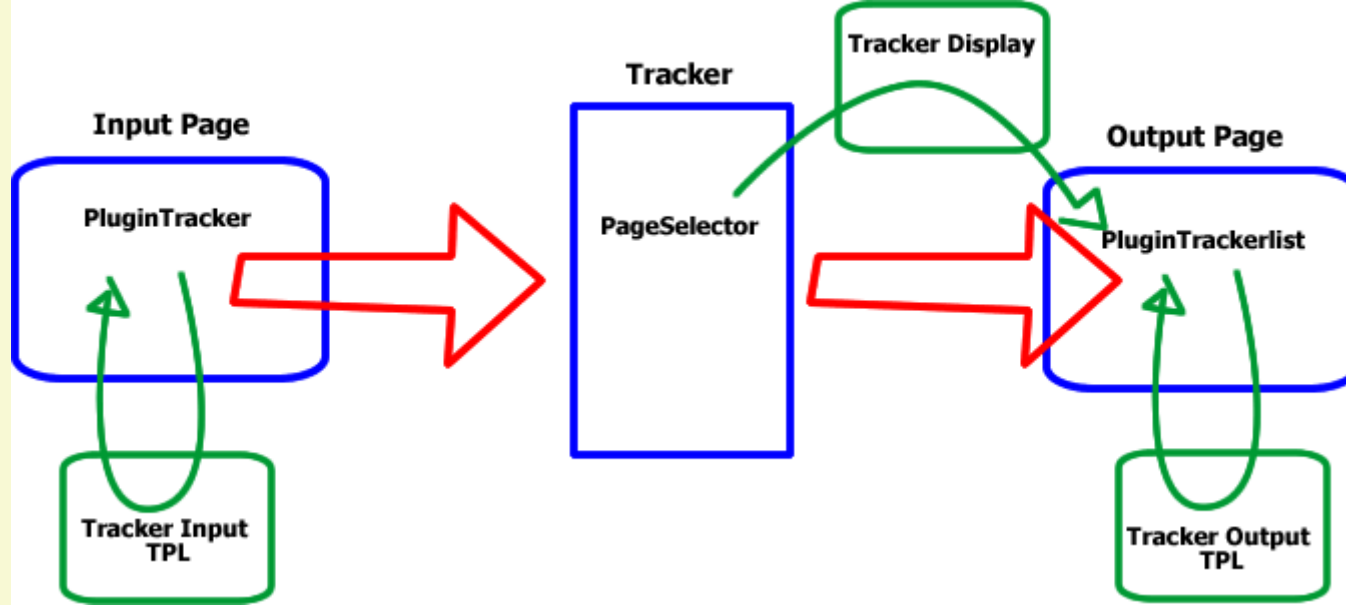 Input Page
PluginTracker
Tracker Input
TPL
Tracker
PageSelector
Tracker Display
Output Page
PluginTrackerlist
Tracker Output
TPL